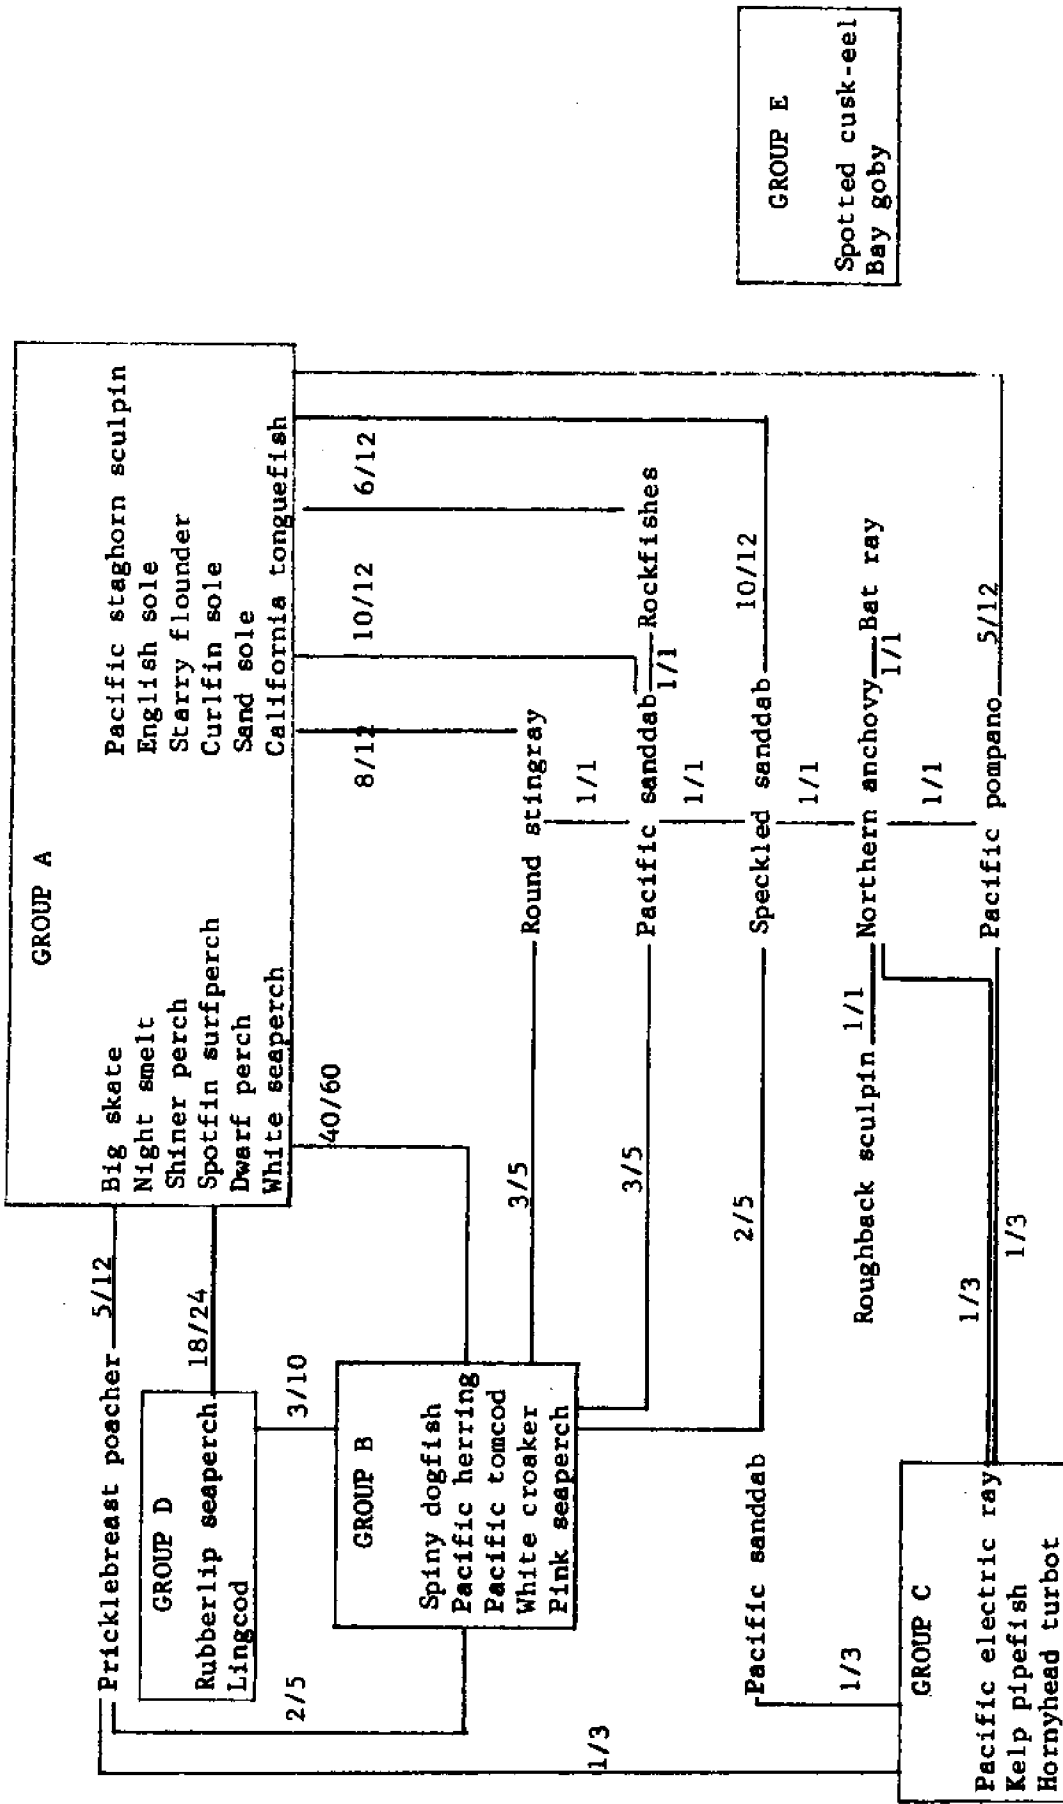 GROUP A
Big skate
Night smelt
Shiner perch
Spotfin surfperch
Dwarf perch
White seaperch
Pacific staghorn sculpin
English sole
Starry flounder
Curlfin sole
Sand sole
California tonguefish
Pricklebreast poacher
5/12
18/24
GROUP D
Rubberlip seaperch
Lingcod
2/5
3/10
40/60
8/12
10/12
6/12
GROUP B
Spiny dogfish
Pacific herring
Pacific tomcod
White croaker
Pink seaperch
3/5
Round stingray
1/1
3/5
Pacific sanddab
1/1
Rockfishes
1/1
2/5
Speckled sanddab
10/12
1/1
Pacific sanddab
1/3
1/3
Roughback sculpin
1/1
Northern anchovy
1/1
Bat ray
1/1
1/3
1/3
Pacific pompano
5/12
GROUP C
Pacific electric ray
Kelp pipefish
Hornyhead turbot
GROUP E
Spotted cusk-eel
Bay goby